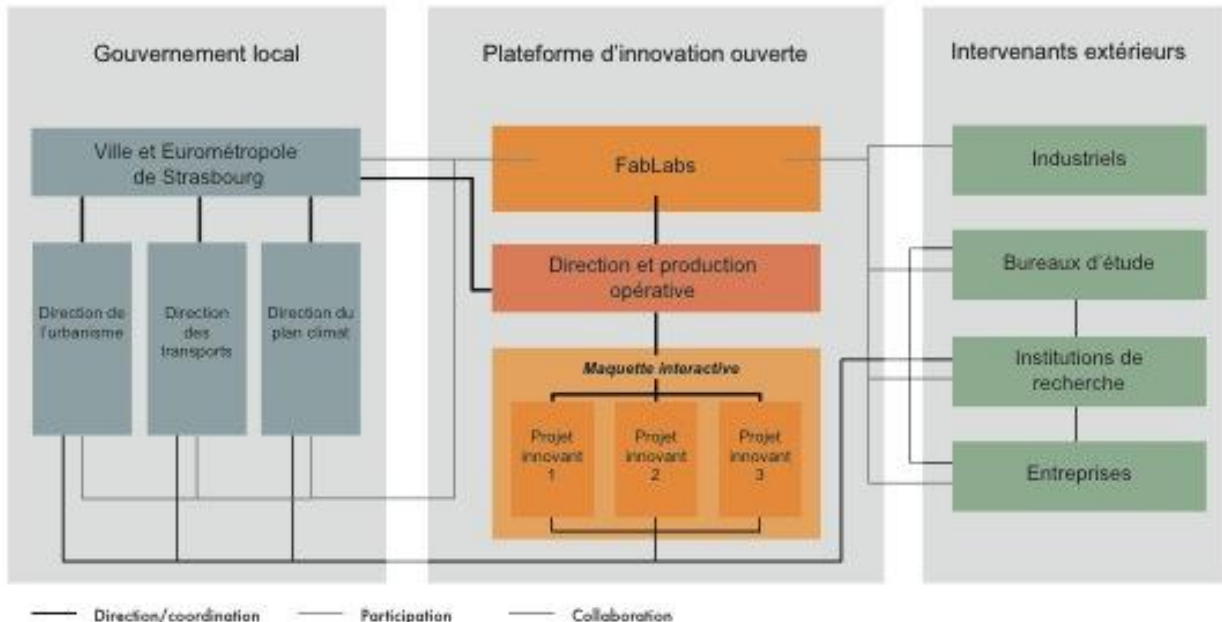 Gouvernement local
Plateforme d'innovation ouverte
Intervenants extérieurs
Ville et Eurométropole
de Strasbourg
Direction de
l'urbanisme
Direction
des
transports
Direction du
plan climat
FabLabs
Direction et production
opérative
Maquette interactive
Projet
innovant
1
Projet
innovant
2
Projet
innovant
3
Industriels
Bureaux d'étude
Institutions de
recherche
Entreprises
Direction/coordination
Participation
Collaboration